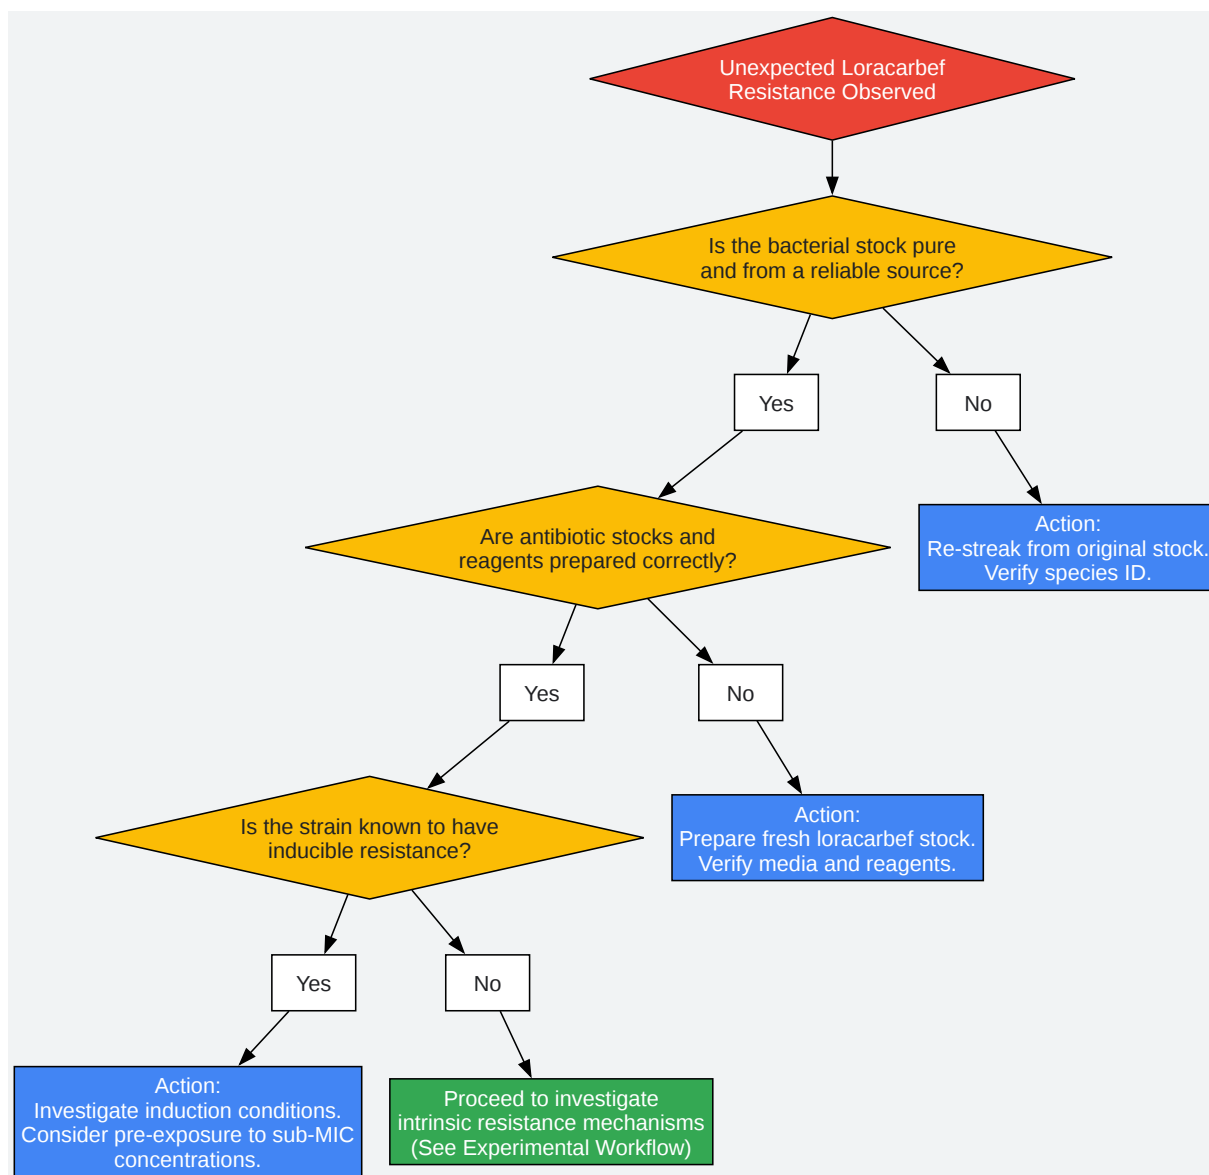 Unexpected Loracarbef
Resistance Observed
Is the bacterial stock pure
and from a reliable source?
Yes
No
Are antibiotic stocks and
reagents prepared correctly?
Action:
Re-streak from original stock.
Verify species ID.
Yes
No
Is the strain known to have
inducible resistance?
Action:
Prepare fresh loracarbef stock.
Verify media and reagents.
Yes
No
Action:
Investigate induction conditions.
Consider pre-exposure to sub-MIC
concentrations.
Proceed to investigate
intrinsic resistance mechanisms
(See Experimental Workflow)